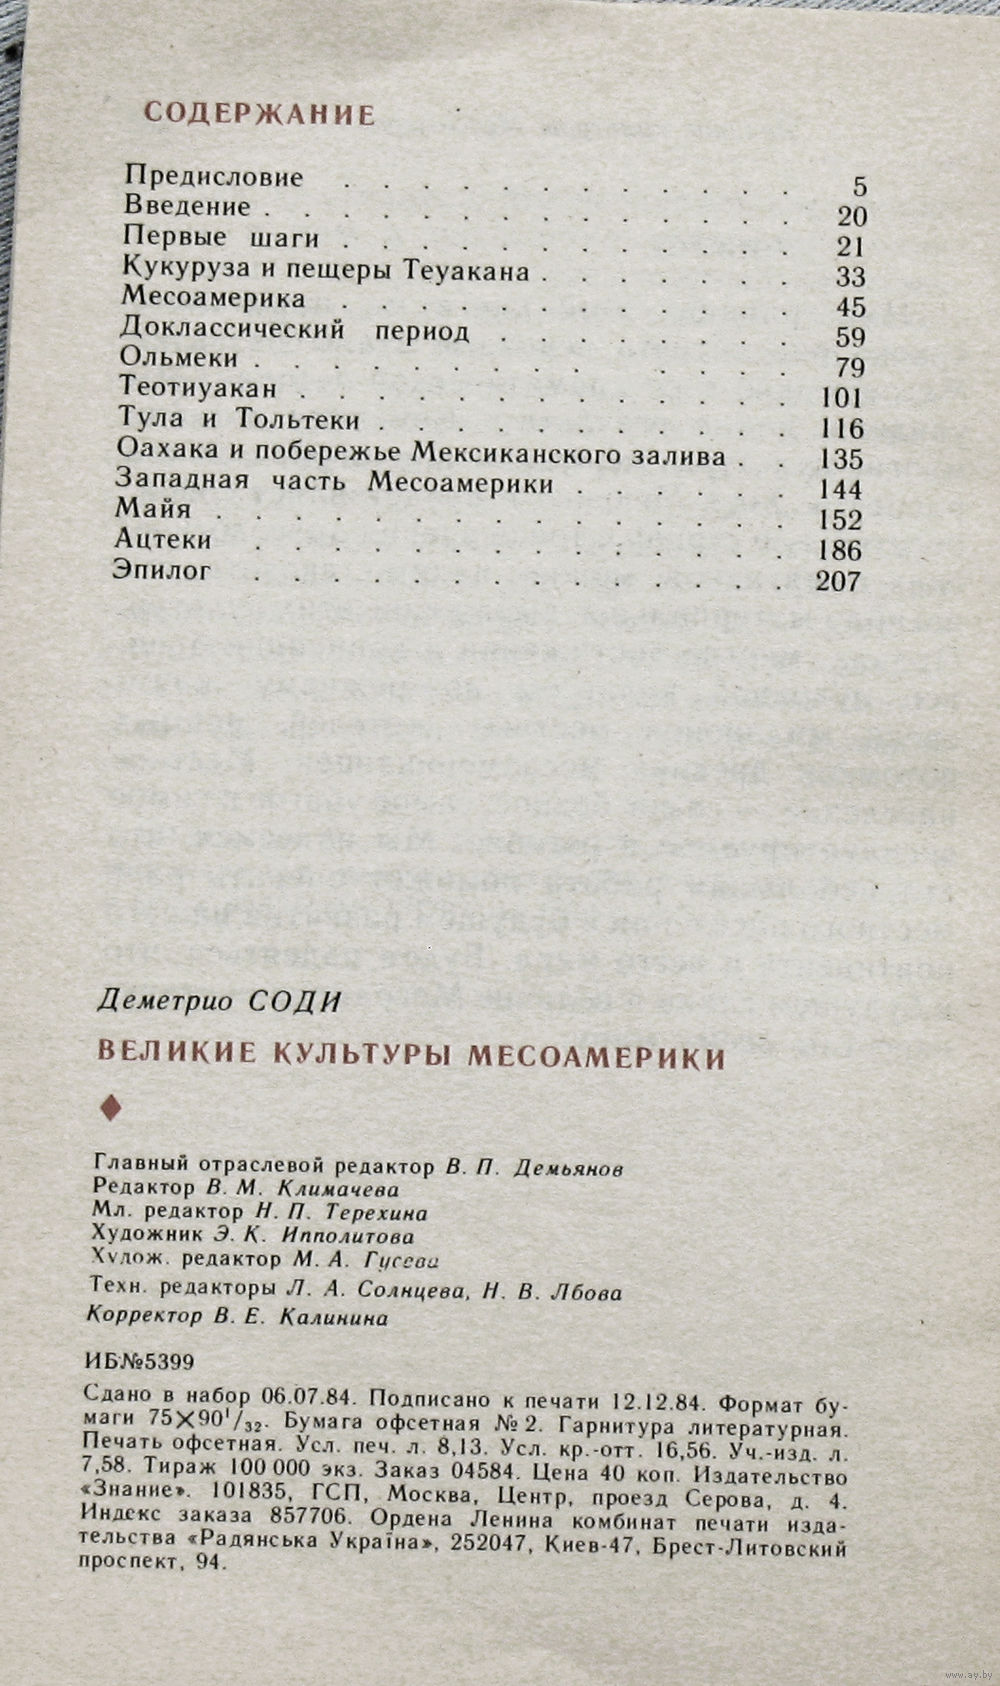 СОДЕРЖАНИЕ
Предисловие . . . . . . . . . . . . 5
Введение . . . . . . . . . . . . . . 20
Первые шаги . . . . . . . . . . . . 21
Кукуруза и пещеры Теуакана . . . . . . . 33
Месоамерика . . . . . . . . . . . . 45
Доклассический период . . . . . . . . 59
Ольмеки . . . . . . . . . . . . . 79
Теотиуакан . . . . . . . . . . . . . 101
Тула и Тольтеки . . . . . . . . . . . 116
Оахака и побережье Мексиканского залива . . 135
Западная часть Месоамерики . . . . . . 144
Майя . . . . . . . . . . . . . . . 152
Ацтеки . . . . . . . . . . . . . . 186
Эпилог . . . . . . . . . . . . . . 207
Деметрио СОДИ
ВЕЛИКИЕ КУЛЬТУРЫ МЕСОАМЕРИКИ
Главный отраслевой редактор В. П. Демьянов
Редактор В. М. Климачева
Мл. редактор Н. П. Терехина
Художник Э. К. Ипполитова
Худож. редактор М. А. Гусева
Техн. редакторы Л. А. Солнцева, Н. В. Лбова
Корректор В. Е. Калинина
ИБ№5399
Сдано в набор 06.07.84. Подписано к печати 12.12.84. Формат бу-
маги 75×90¹/₃₂. Бумага офсетная №2. Гарнитура литературная.
Печать офсетная. Усл. печ. л. 8,13. Усл. кр.-отт. 16,56. Уч.-изд. л.
7,58. Тираж 100 000 экз. Заказ 04584. Цена 40 коп. Издательство
«Знание». 101835, ГСП, Москва, Центр, проезд Серова, д. 4.
Индекс заказа 857706. Ордена Ленина комбинат печати изда-
тельства «Радянська Україна», 252047, Киев-47, Брест-Литовский
проспект, 94.
www.ay.by